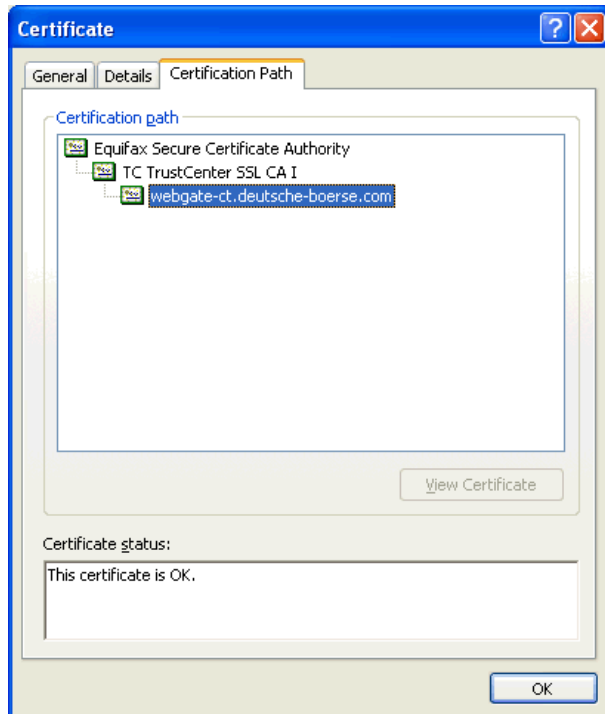 Certificate
General Details Certification Path
Certification path
Equifax Secure Certificate Authority
TC TrustCenter SSL CA I
webgate-ct.deutsche-boerse.com
View Certificate
Certificate status:
This certificate is OK.
OK